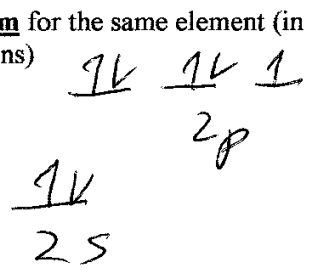 m for the same element (in
ns)
↿⇂ ↿⇂ ↿
2p
↿⇂
2s